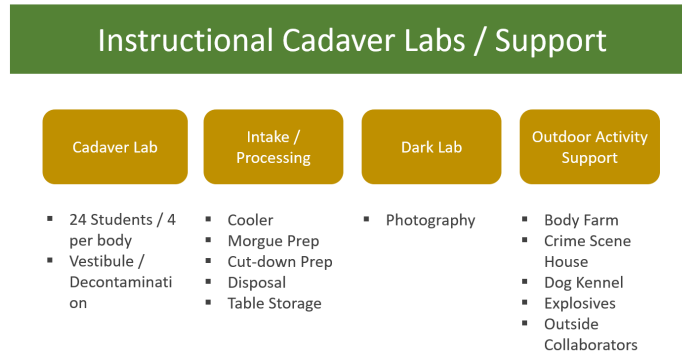 Instructional Cadaver Labs / Support
Cadaver Lab
Intake /
Processing
Dark Lab
Outdoor Activity
Support
▪ 24 Students / 4
per body
▪ Vestibule /
Decontaminati
on
▪ Cooler
▪ Morgue Prep
▪ Cut-down Prep
▪ Disposal
▪ Table Storage
▪ Photography
▪ Body Farm
▪ Crime Scene
House
▪ Dog Kennel
▪ Explosives
▪ Outside
Collaborators